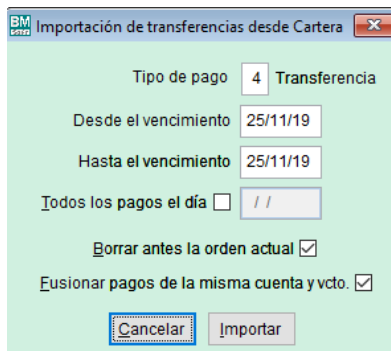 BM Importación de transferencias desde Cartera
Tipo de pago 4 Transferencia
Desde el vencimiento 25/11/19
Hasta el vencimiento 25/11/19
Todos los pagos el día / /
Borrar antes la orden actual
Fusionar pagos de la misma cuenta y vcto.
Cancelar Importar